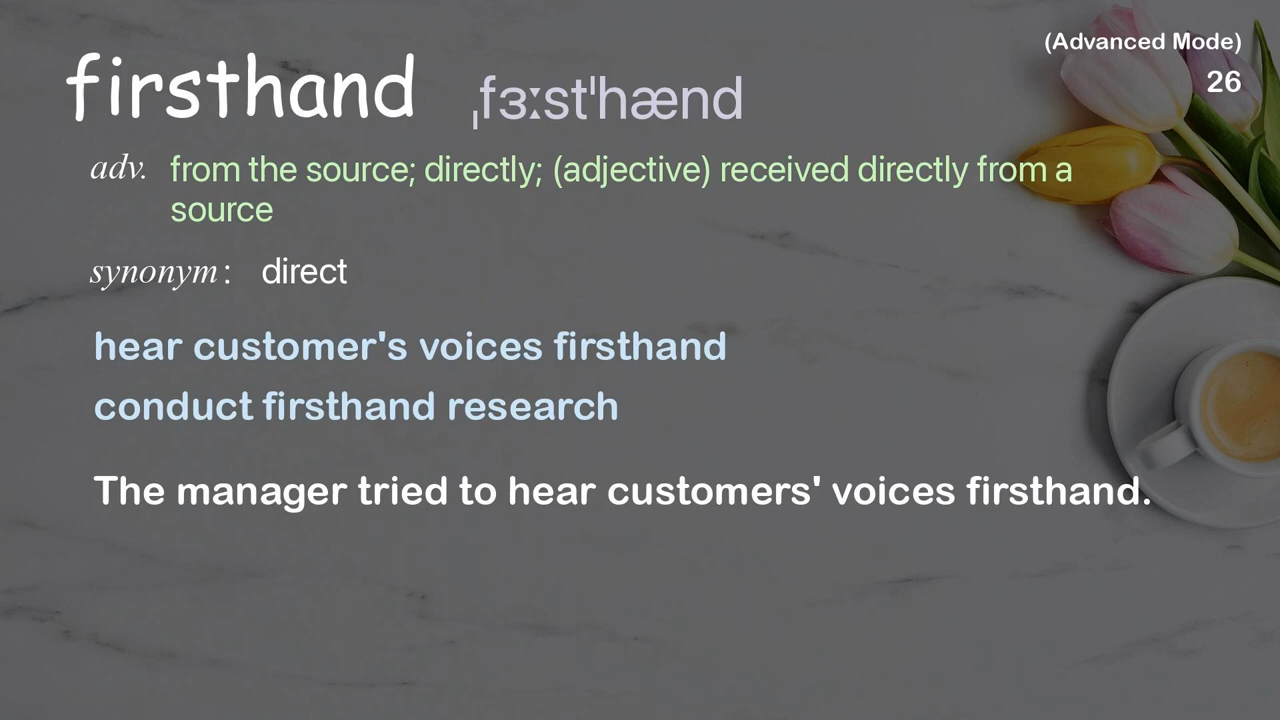 (Advanced Mode)
26
firsthand ˌfɜːstˈhænd
adv. from the source; directly; (adjective) received directly from a
source
synonym : direct
hear customer's voices firsthand
conduct firsthand research
The manager tried to hear customers' voices firsthand.